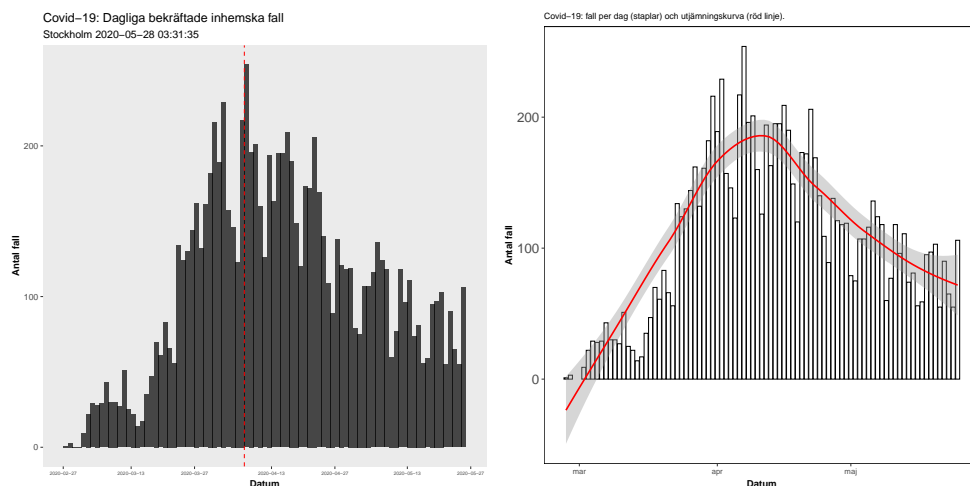 Covid−19: Dagliga bekräftade inhemska fall
Stockholm 2020−05−28 03:31:35
Antal fall
200
100
0
2020−02−27
2020−03−13
2020−03−27
2020−04−13
2020−04−27
2020−05−13
2020−05−27
Datum
Covid−19: fall per dag (staplar) och utjämningskurva (röd linje).
Antal fall
200
100
0
mar
apr
maj
Datum